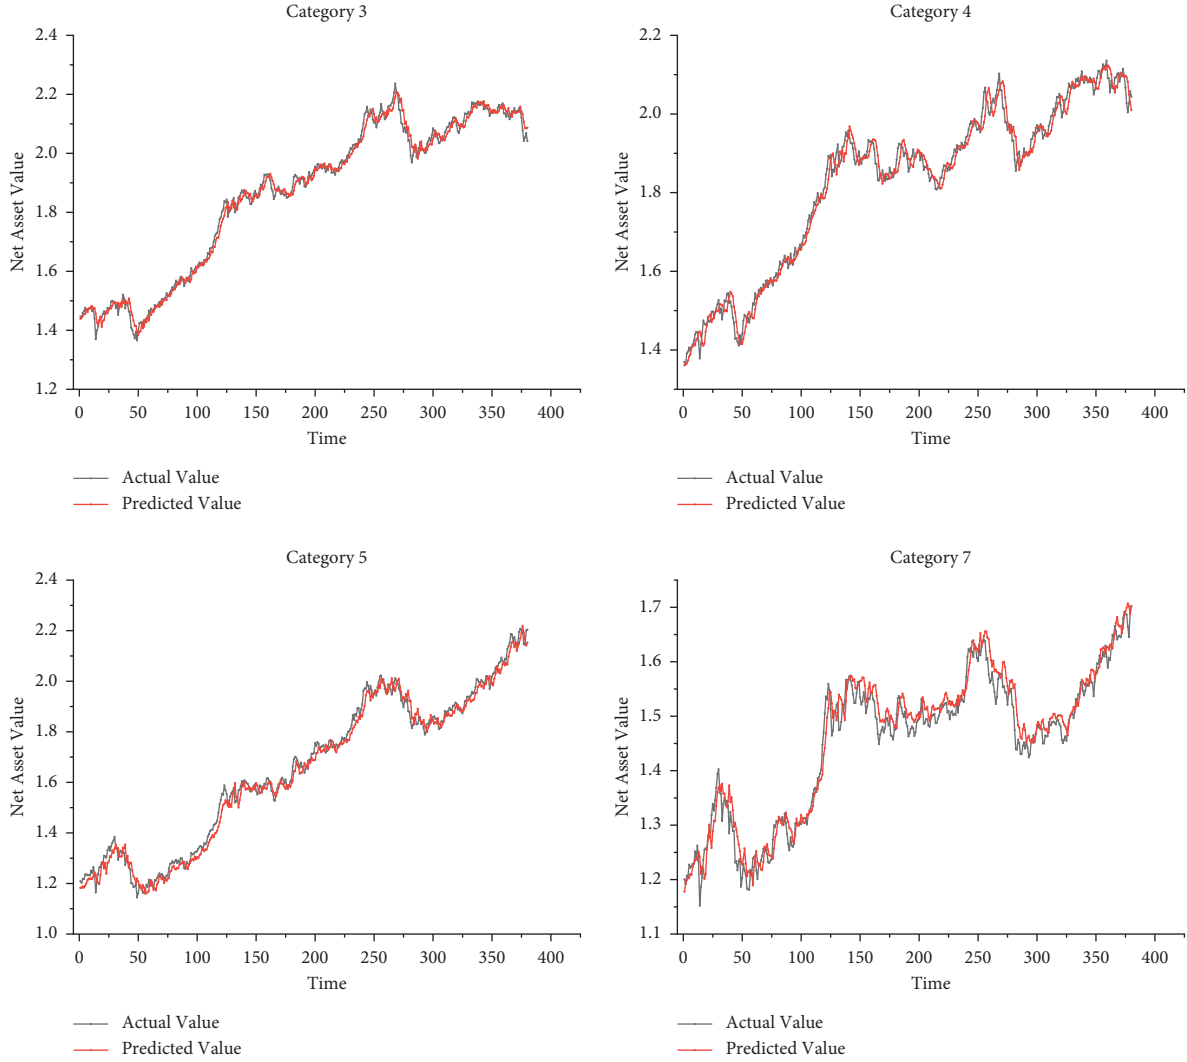 Category 3
2.4
2.2
2.0
1.8
1.6
1.4
1.2
Net Asset Value
0 50 100 150 200 250 300 350 400
Time
Actual Value
Predicted Value
Category 4
2.2
2.0
1.8
1.6
1.4
Net Asset Value
0 50 100 150 200 250 300 350 400
Time
Actual Value
Predicted Value
Category 5
2.4
2.2
2.0
1.8
1.6
1.4
1.2
1.0
Net Asset Value
0 50 100 150 200 250 300 350 400
Time
Actual Value
Predicted Value
Category 7
1.7
1.6
1.5
1.4
1.3
1.2
1.1
Net Asset Value
0 50 100 150 200 250 300 350 400
Time
Actual Value
Predicted Value